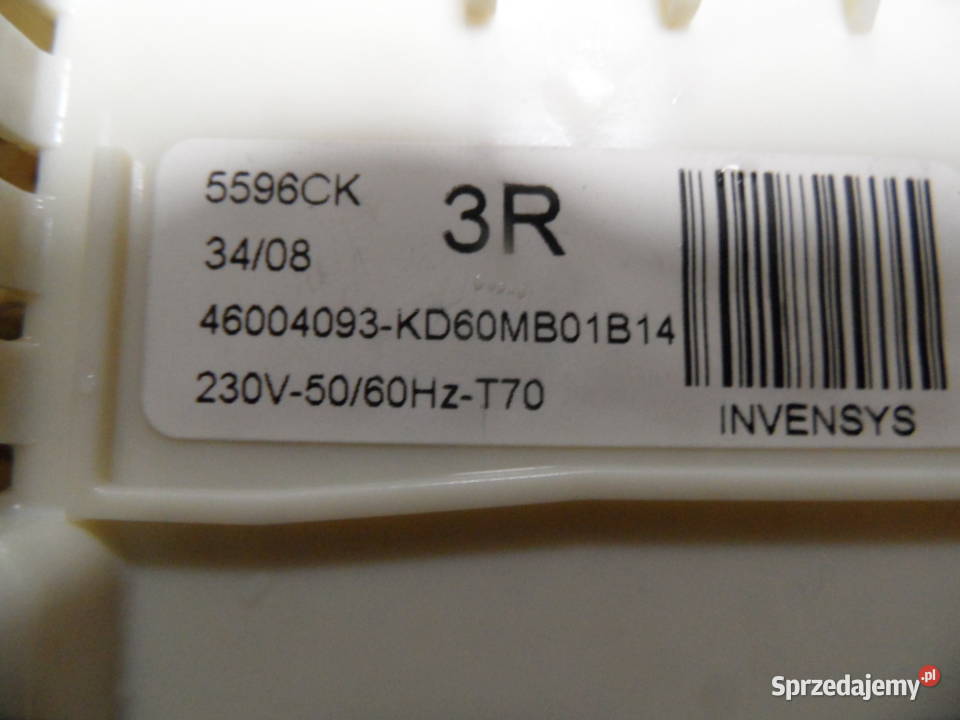 5596CK
3R
34/08
46004093-KD60MB01B14
230V-50/60Hz-T70
INVENSYS
Sprzedajemy.pl